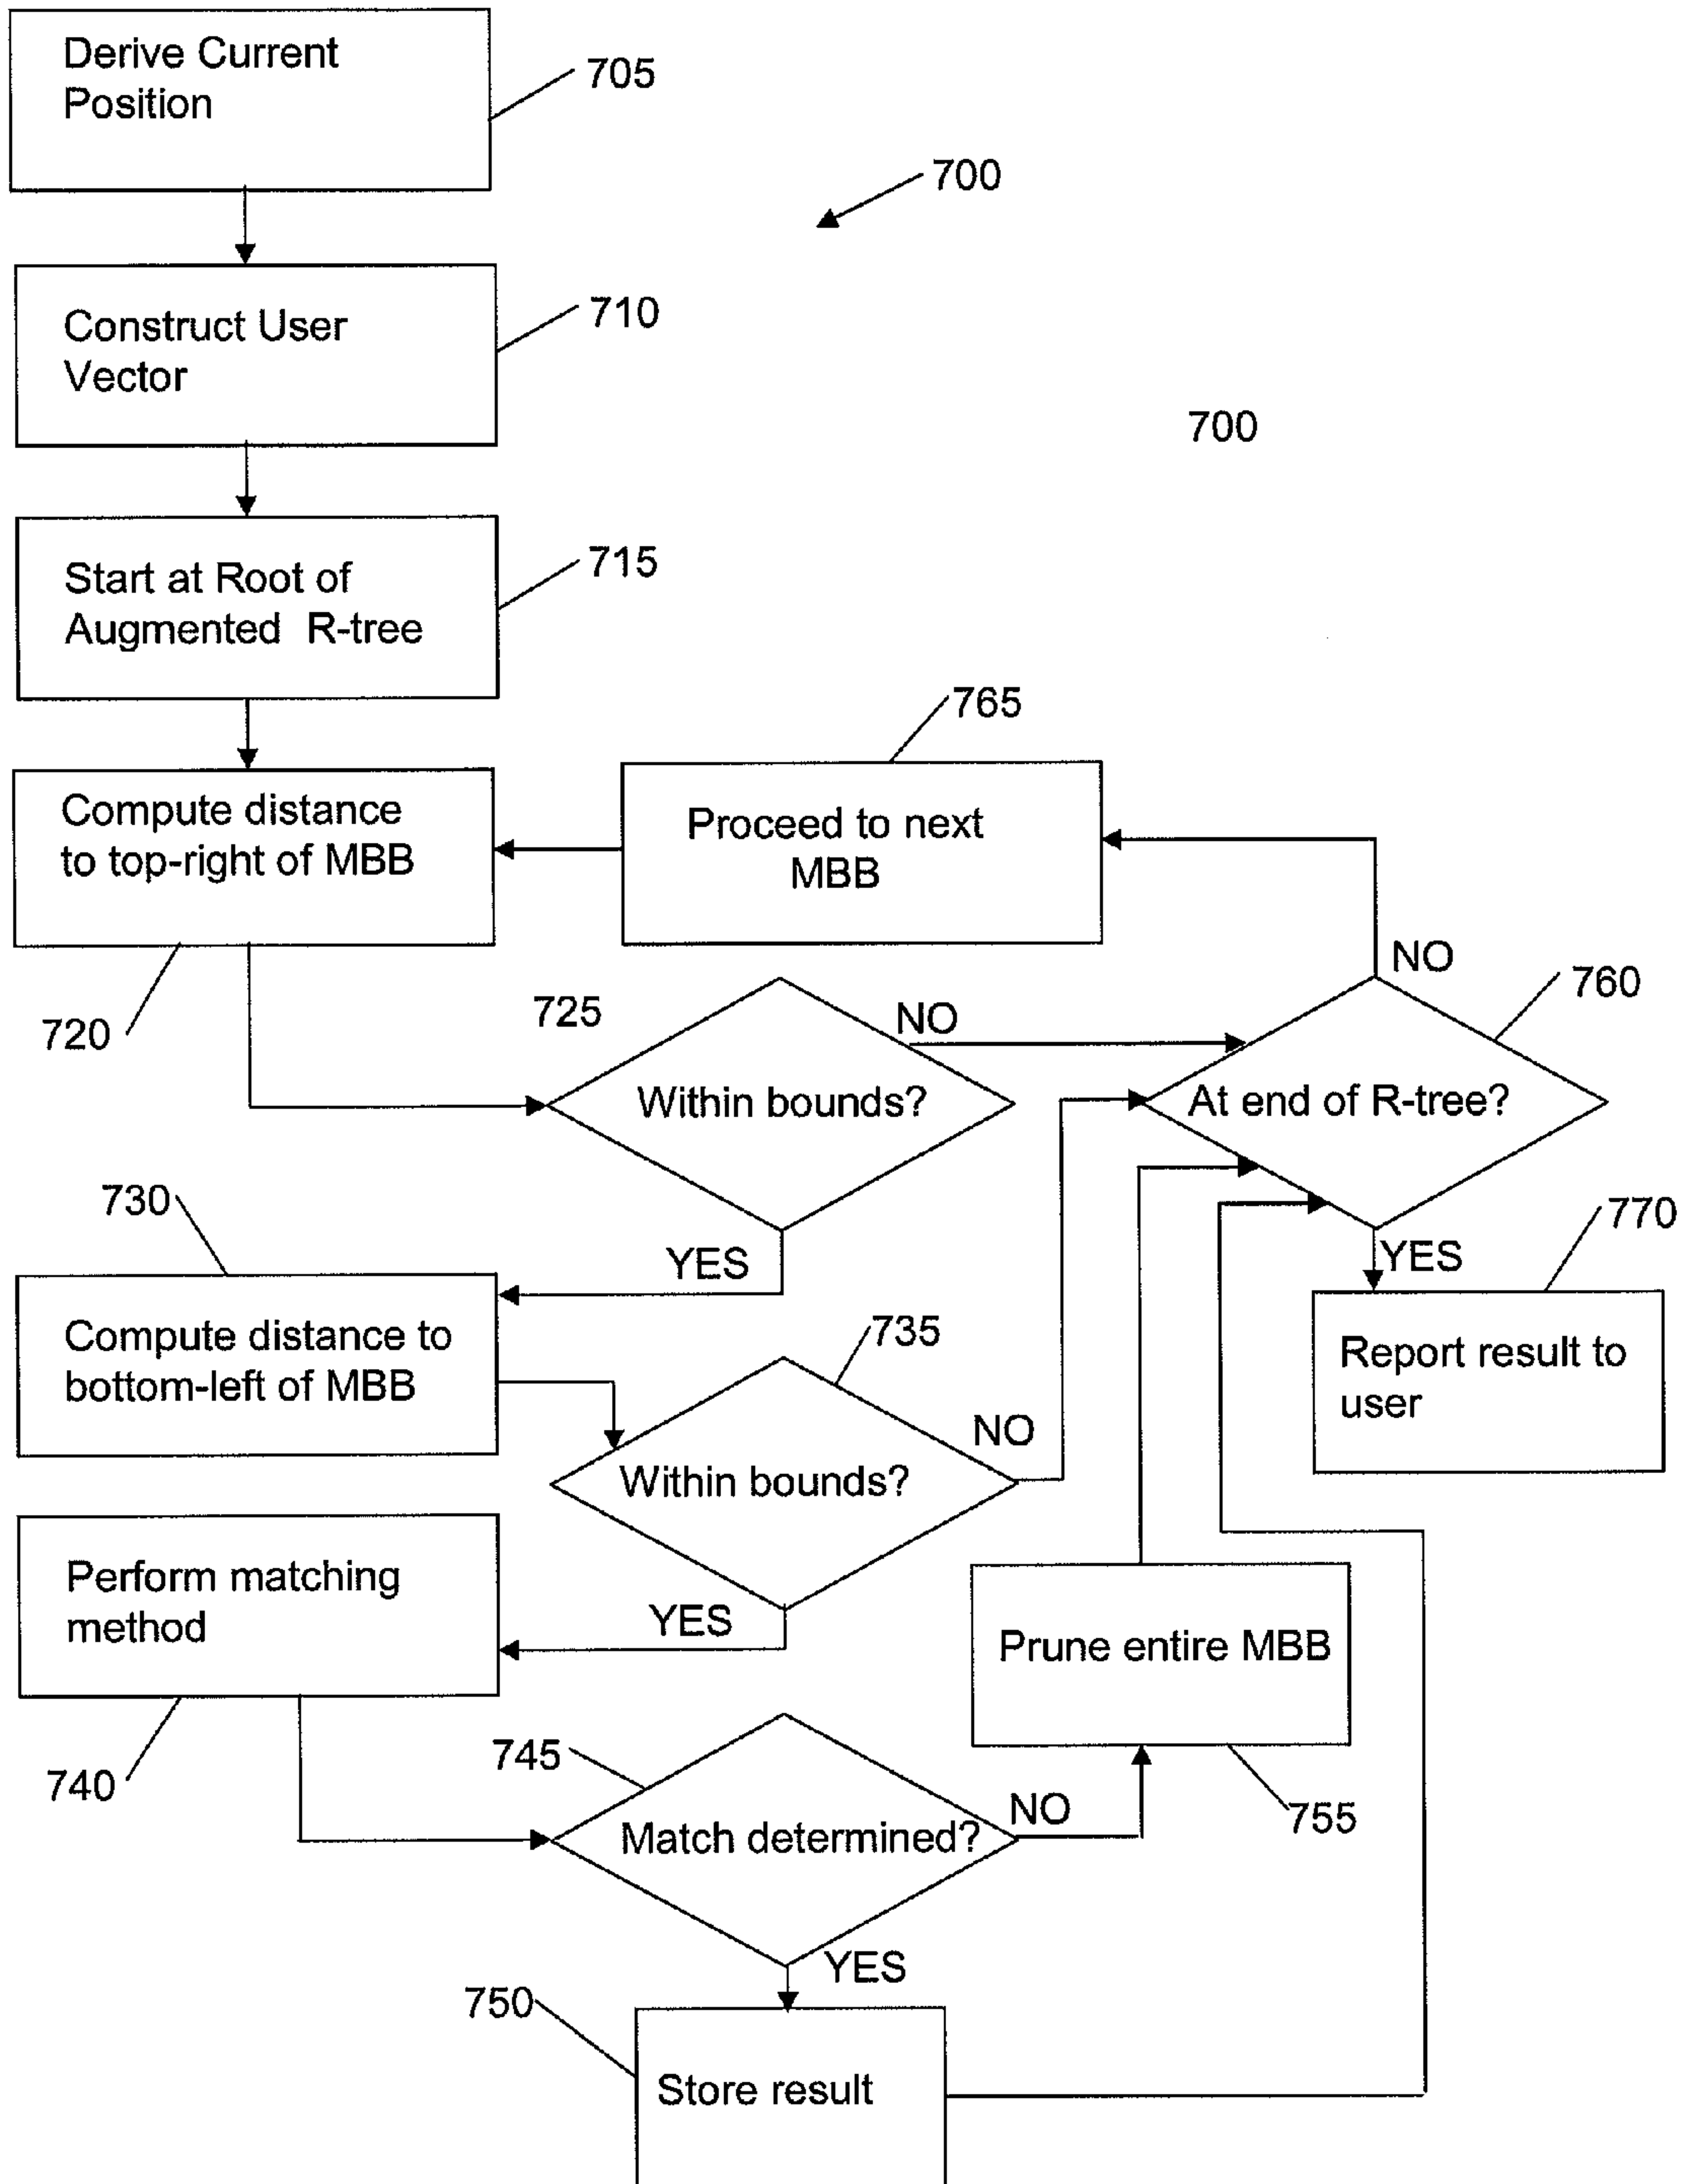 Derive Current
Position
705
700
Construct User
Vector
710
700
Start at Root of
Augmented R-tree
715
765
Compute distance
to top-right of MBB
Proceed to next
MBB
NO
760
720
725
NO
Within bounds?
At end of R-tree?
730
YES
YES
770
Compute distance to
bottom-left of MBB
735
Report result to
user
NO
Within bounds?
Perform matching
method
YES
Prune entire MBB
740
745
NO
755
Match determined?
YES
750
Store result